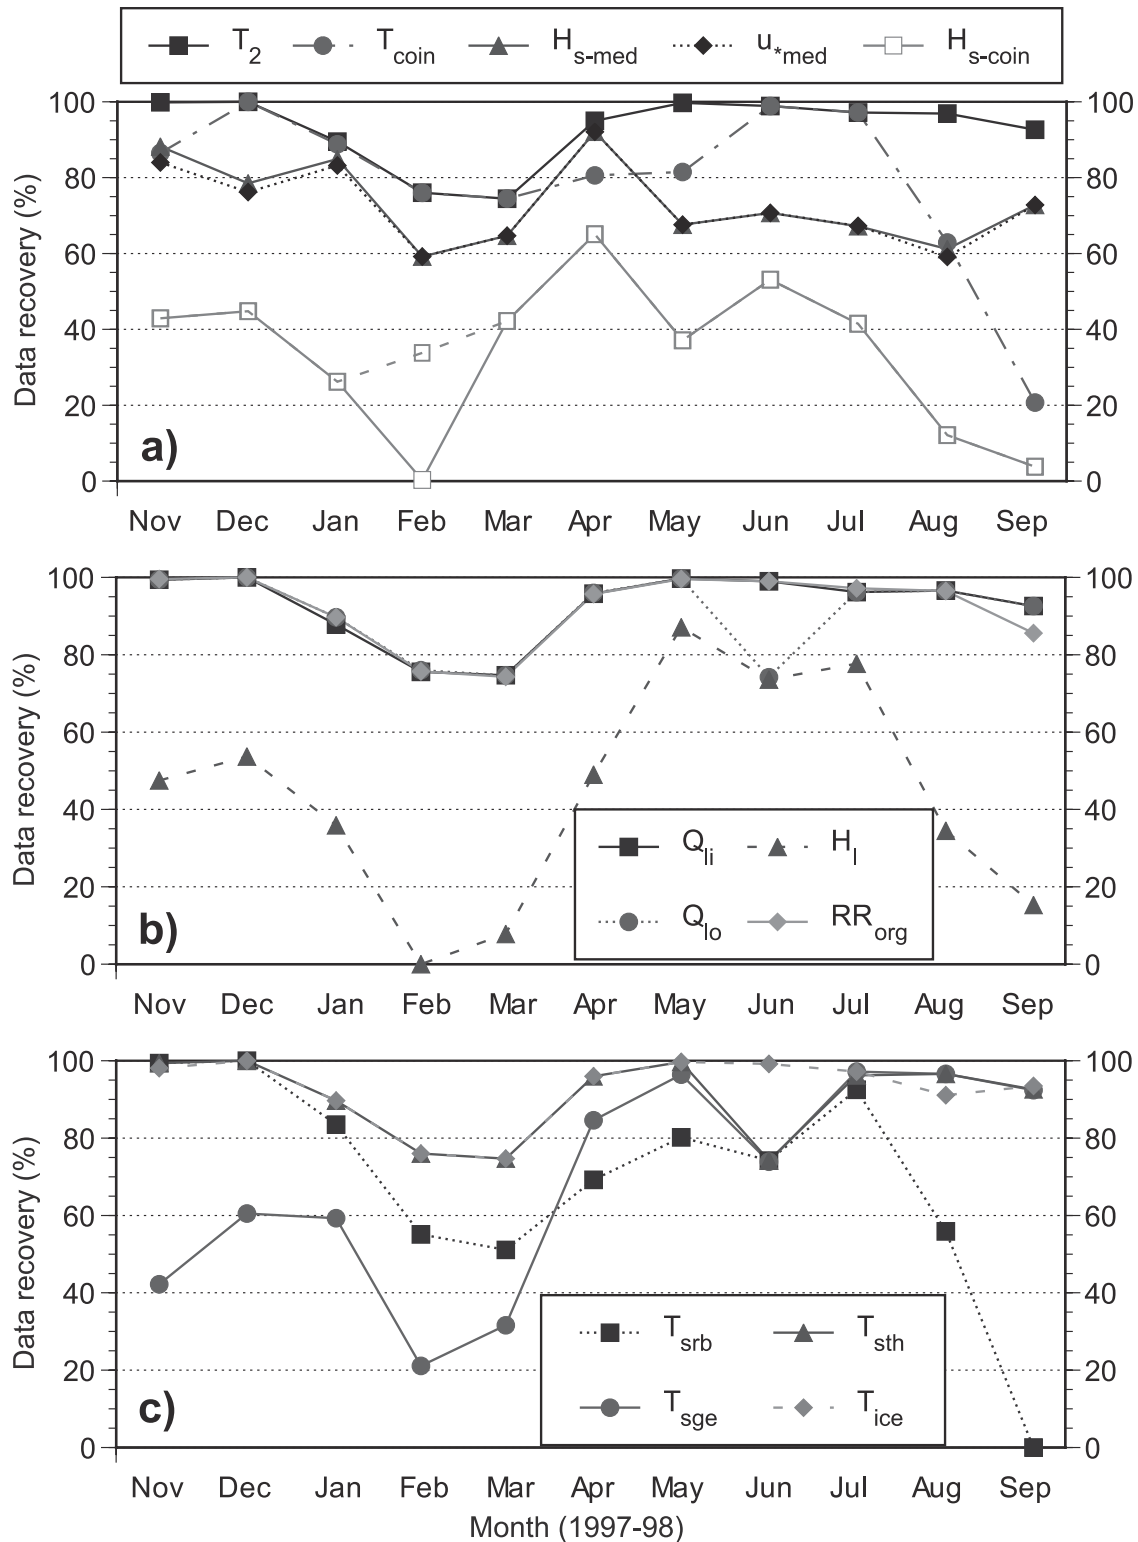 T2 Tcoin Hs-med u*med Hs-coin
100 100
80 80
60 60
40 40
20 20
0 0
Data recovery (%)
a)
Nov Dec Jan Feb Mar Apr May Jun Jul Aug Sep
100 100
80 80
60 60
40 40
20 20
0 0
Data recovery (%)
Qli Hl
Qlo RRorg
b)
Nov Dec Jan Feb Mar Apr May Jun Jul Aug Sep
100 100
80 80
60 60
40 40
20 20
0 0
Data recovery (%)
Tsrb Tsth
Tsge Tice
c)
Nov Dec Jan Feb Mar Apr May Jun Jul Aug Sep
Month (1997-98)